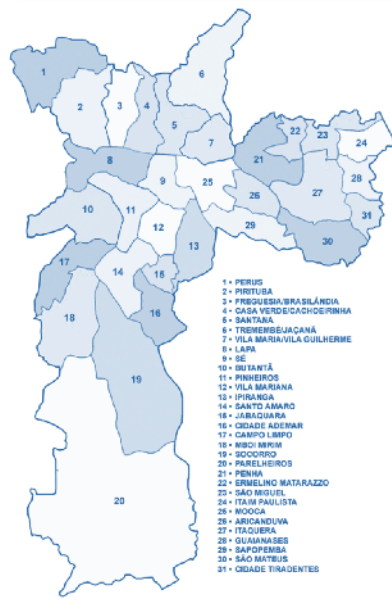 1
6
2
3
4
5
7
22
23
24
21
8
9
25
28
27
26
10
11
31
12
29
13
30
17
14
15
16
18
19
20
1 • PERUS
2 • PIRITUBA
3 • FREGUESIA/BRASILÂNDIA
4 • CASA VERDE/CACHOEIRINHA
5 • SANTANA
6 • TREMEMBÉ/JAÇANÃ
7 • VILA MARIA/VILA GUILHERME
8 • LAPA
9 • SÉ
10 • BUTANTÃ
11 • PINHEIROS
12 • VILA MARIANA
13 • IPIRANGA
14 • SANTO AMARO
15 • JABAQUARA
16 • CIDADE ADEMAR
17 • CAMPO LIMPO
18 • MBOI MIRIM
19 • SOCORRO
20 • PARELHEIROS
21 • PENHA
22 • ERMELINO MATARAZZO
23 • SÃO MIGUEL
24 • ITAIM PAULISTA
25 • MOOCA
26 • ARICANDUVA
27 • ITAQUERA
28 • GUAIANASES
29 • SAPOPEMBA
30 • SÃO MATEUS
31 • CIDADE TIRADENTES